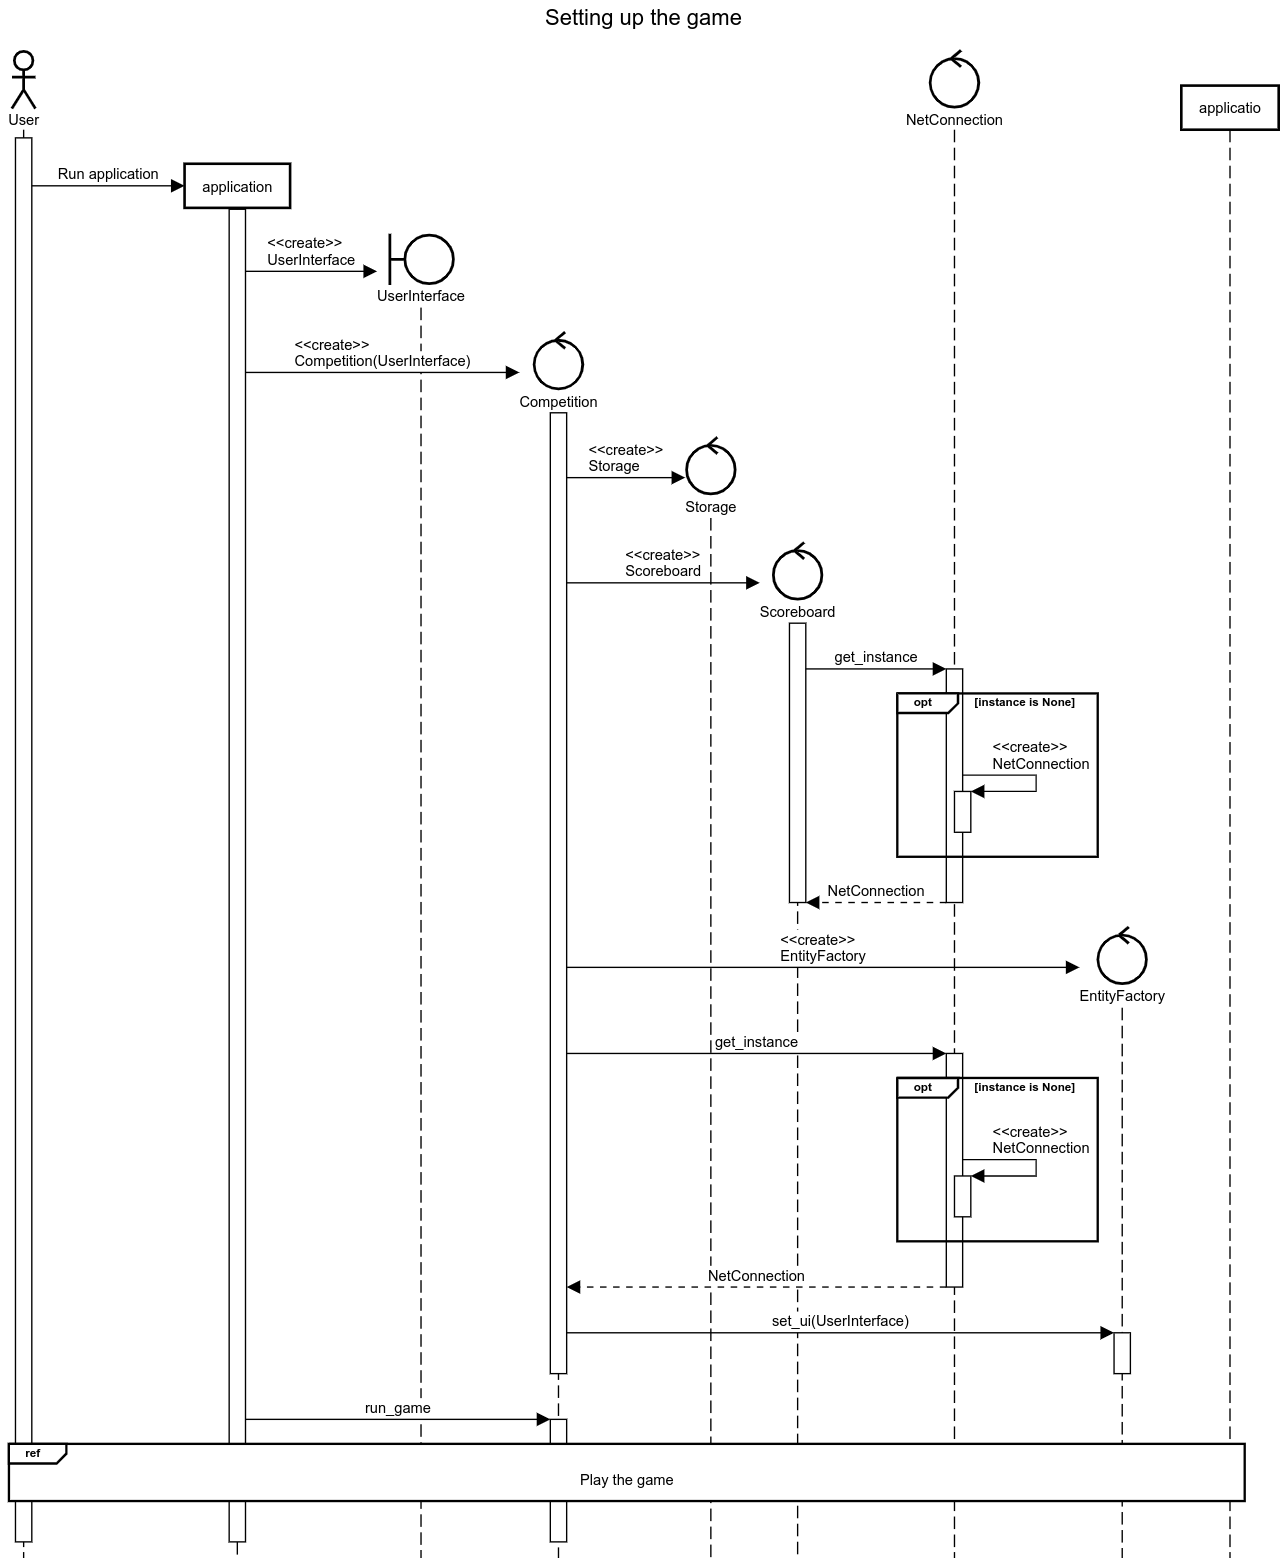 Setting up the game
User
NetConnection
applicatio
Run application
application
<<create>>
UserInterface
UserInterface
<<create>>
Competition(UserInterface)
Competition
<<create>>
Storage
Storage
<<create>>
Scoreboard
Scoreboard
get_instance
opt
[instance is None]
<<create>>
NetConnection
NetConnection
<<create>>
EntityFactory
EntityFactory
get_instance
opt
[instance is None]
<<create>>
NetConnection
NetConnection
set_ui(UserInterface)
run_game
ref
Play the game